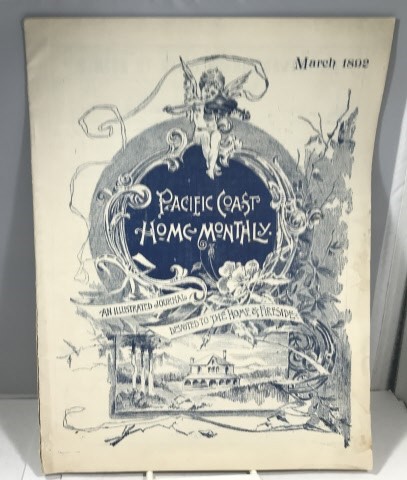 March 1892
PACIFIC COAST
HOME-MONTHLY.
AN ILLUSTRATED JOURNAL
DEVOTED TO THE HOME & FIRESIDE